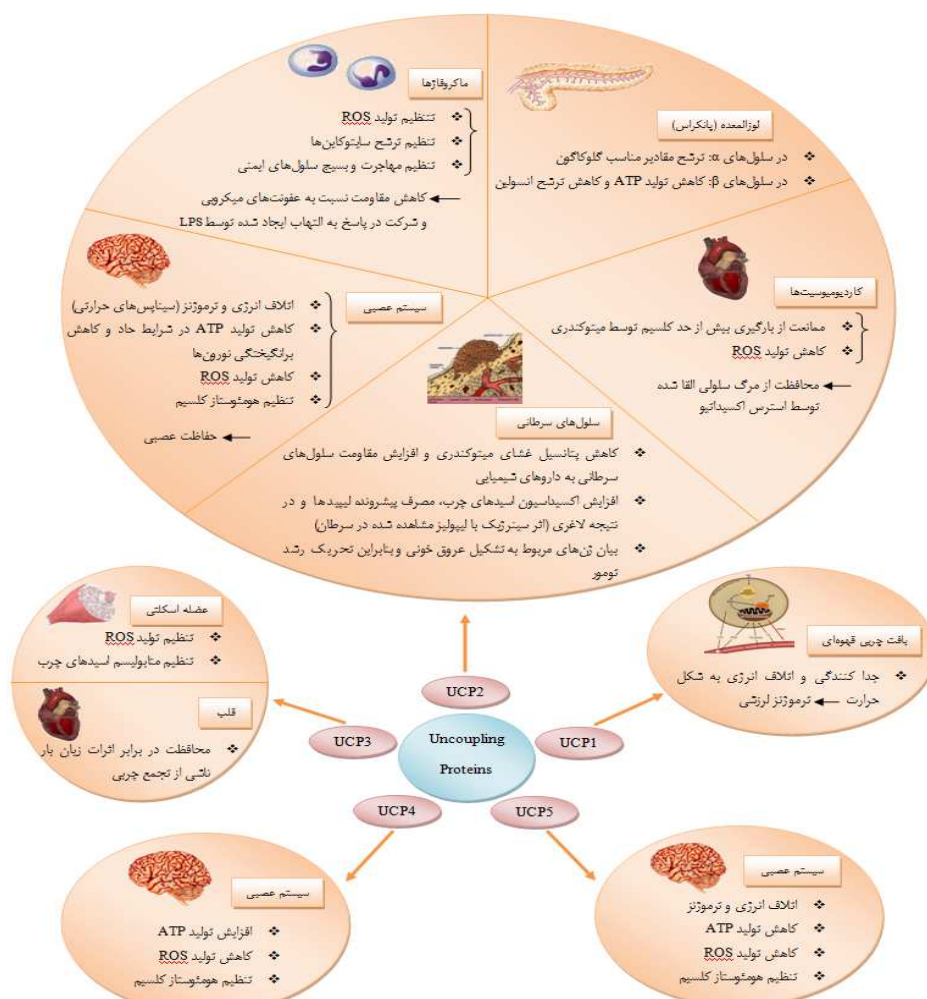 ماکروفاژها
تنظیم تولید ROS
تنظیم ترشح سایتوکاین‌ها
تنظیم مهاجرت و بسیج سلول‌های ایمنی
کاهش مقاومت نسبت به عفونت‌های میکروبی
و شرکت در پاسخ به التهاب ایجاد شده توسط LPS
لوزالمعده (پانکراس)
در سلول‌های α: ترشح مقادیر مناسب گلوکاگون
در سلول‌های β: کاهش تولید ATP و کاهش ترشح انسولین
سیستم عصبی
اتلاف انرژی و ترموژنز (سیناپس‌های حرارتی)
کاهش تولید ATP در شرایط حاد و کاهش
برانگیختگی نورون‌ها
کاهش تولید ROS
تنظیم هومئوستاز کلسیم
حفاظت عصبی
کاردیومیوسیت‌ها
ممانعت از بارگیری بیش از حد کلسیم توسط میتوکندری
کاهش تولید ROS
محافظت از مرگ سلولی القا شده
توسط استرس اکسیداتیو
سلول‌های سرطانی
کاهش پتانسیل غشای میتوکندری و افزایش مقاومت سلول‌های
سرطانی به داروهای شیمیایی
افزایش اکسیداسیون اسیدهای چرب، مصرف پیشرونده لیپیدها و در
نتیجه لاغری (اثر سینرژیک با لیپولیز مشاهده شده در سرطان)
بیان ژن‌های مربوط به تشکیل عروق خونی و بنابراین تحریک رشد
تومور
عضله اسکلتی
تنظیم تولید ROS
تنظیم متابولیسم اسیدهای چرب
قلب
محافظت در برابر اثرات زیان بار
ناشی از تجمع چربی
بافت چربی قهوه‌ای
جدا کنندگی و اتلاف انرژی به شکل
حرارت ← ترموژنز لرزشی
UCP2
UCP3
Uncoupling
Proteins
UCP1
UCP4
UCP5
سیستم عصبی
افزایش تولید ATP
کاهش تولید ROS
تنظیم هومئوستاز کلسیم
سیستم عصبی
اتلاف انرژی و ترموژنز
کاهش تولید ATP
کاهش تولید ROS
تنظیم هومئوستاز کلسیم